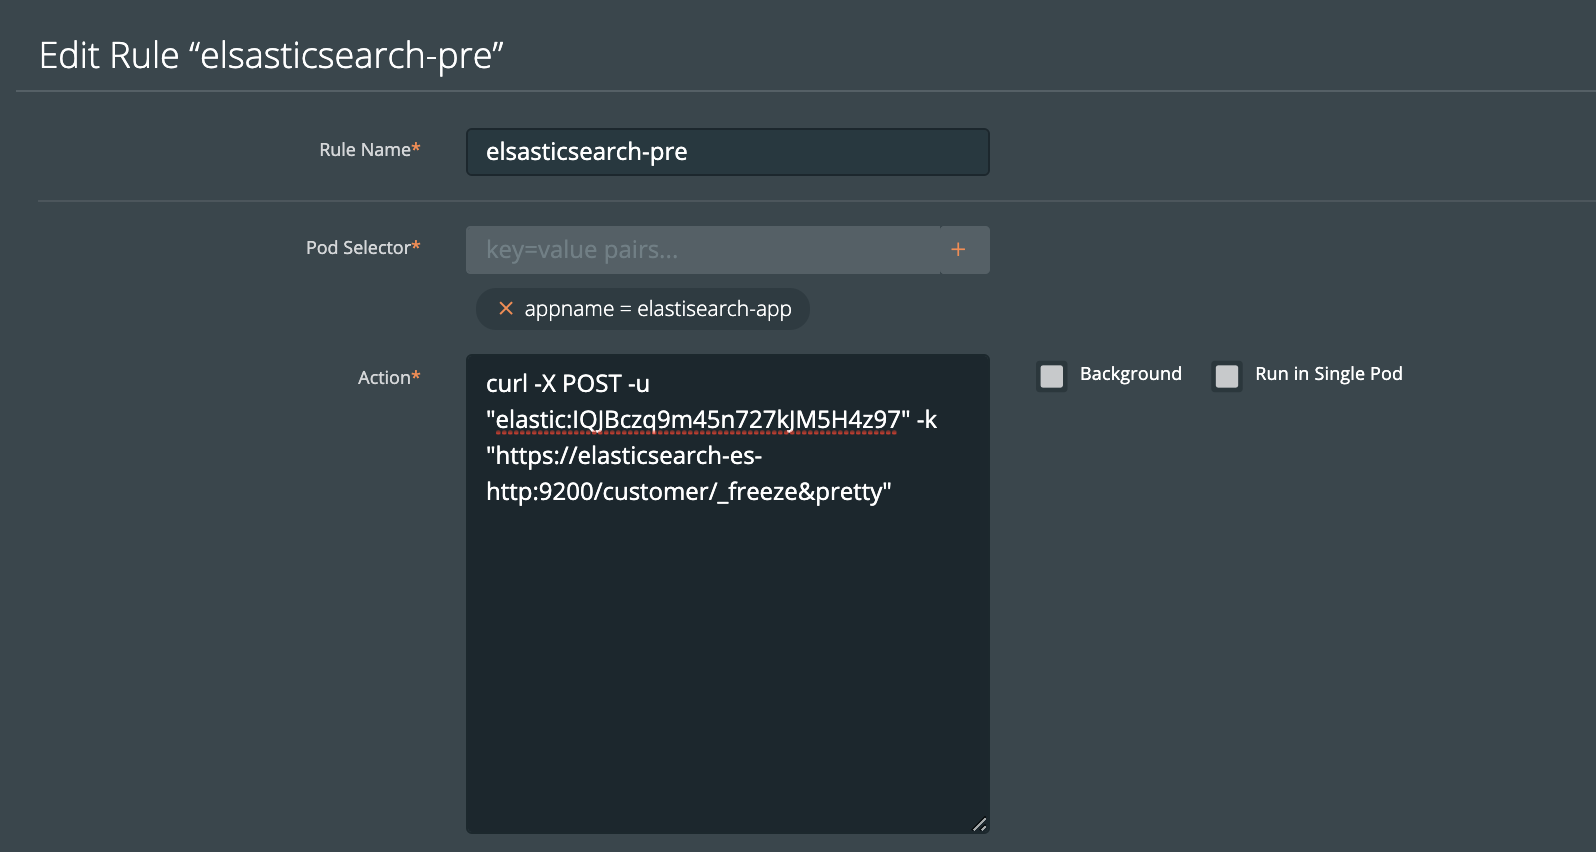 Edit Rule “elsasticsearch-pre”
Rule Name*
elsasticsearch-pre
Pod Selector*
key=value pairs...
+
✕ appname = elastisearch-app
Action*
curl -X POST -u
"elastic:IQJBczq9m45n727kJM5H4z97" -k
"https://elasticsearch-es-
http:9200/customer/_freeze&pretty"
Background
Run in Single Pod